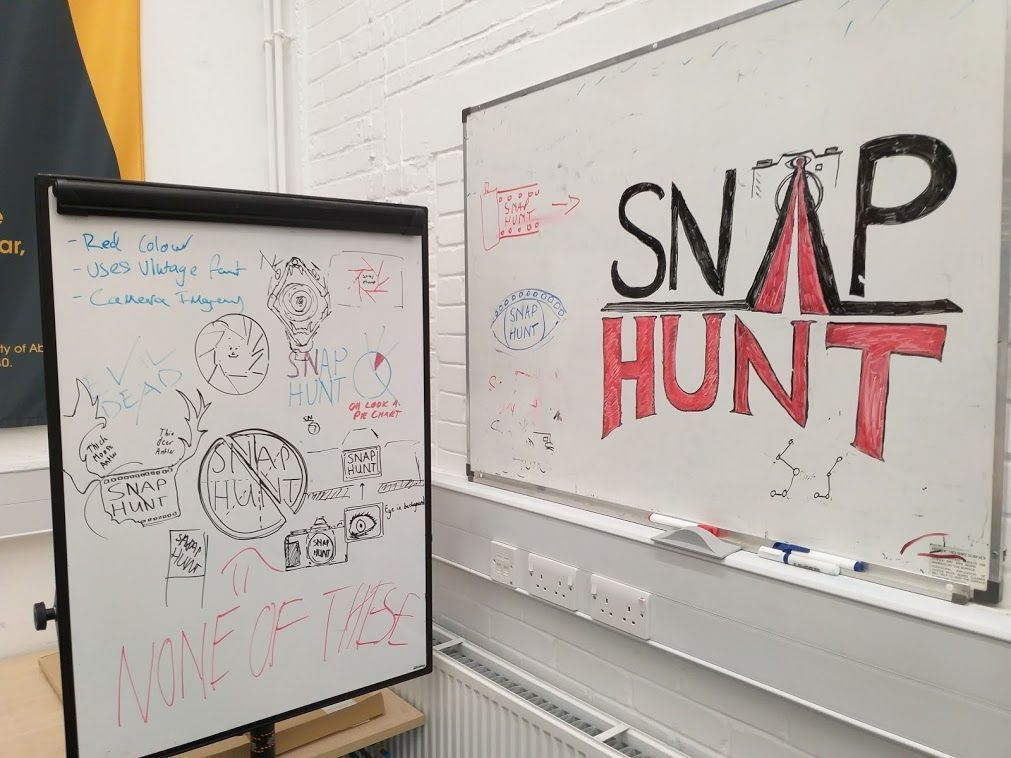 ar,
ty of Ab
- Red Colour
- Uses Vintage font
- Camera Imagery
EVIL
DEAD
SNAP
HUNT
SNAP
HUNT
OH LOOK A
PIE CHART
Thick
Moose
Antler
Thin
Deer
Antler
SNAP
HUNT
SNAP
HUNT
SNAP
HUNT
Eye in background
SNAP
HUNT
SNAP
HUNT
NONE OF THESE
SNAP
HUNT
SNAP
HUNT
SNAP
HUNT